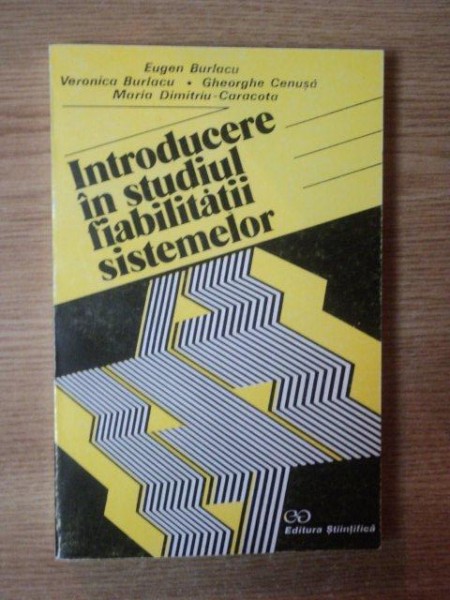 Eugen Burlacu
Veronica Burlacu • Gheorghe Cenușă
Maria Dimitriu-Caracota
Introducere
în studiul
fiabilității
sistemelor
Editura Științifică